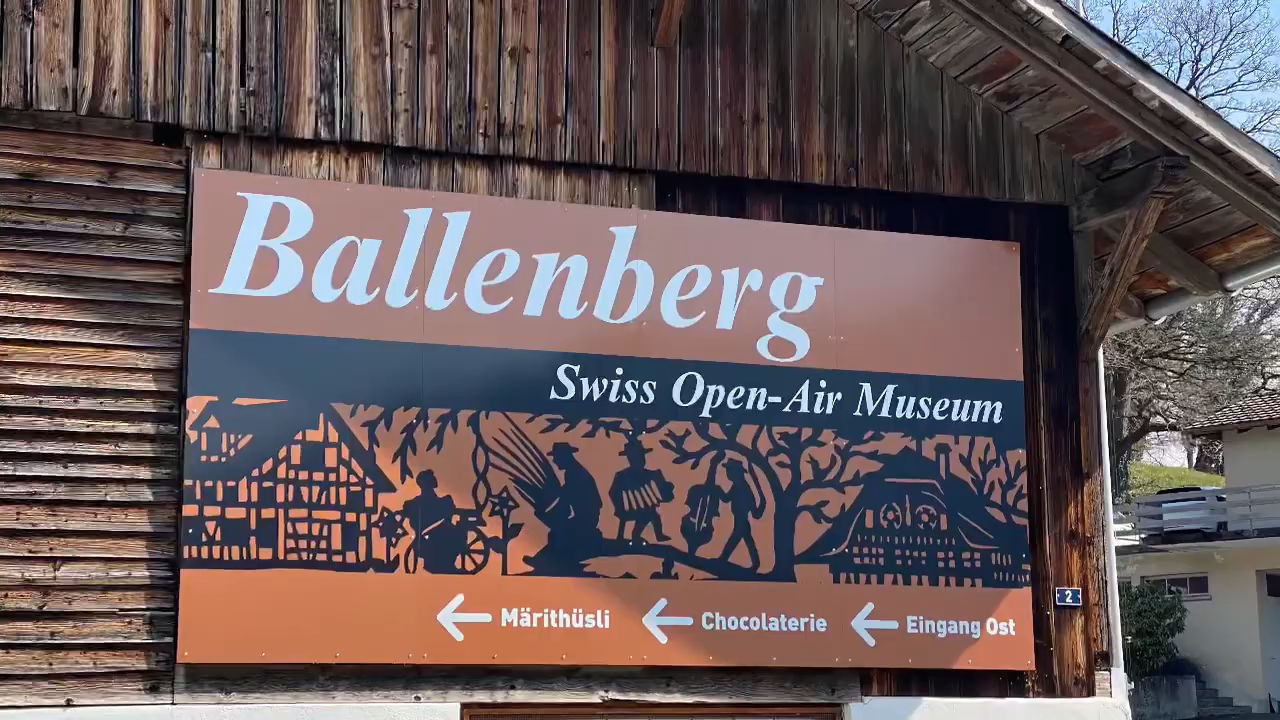 Ballenberg
Swiss Open-Air Museum
← Märithüsli ← Chocolaterie ← Eingang Ost
2